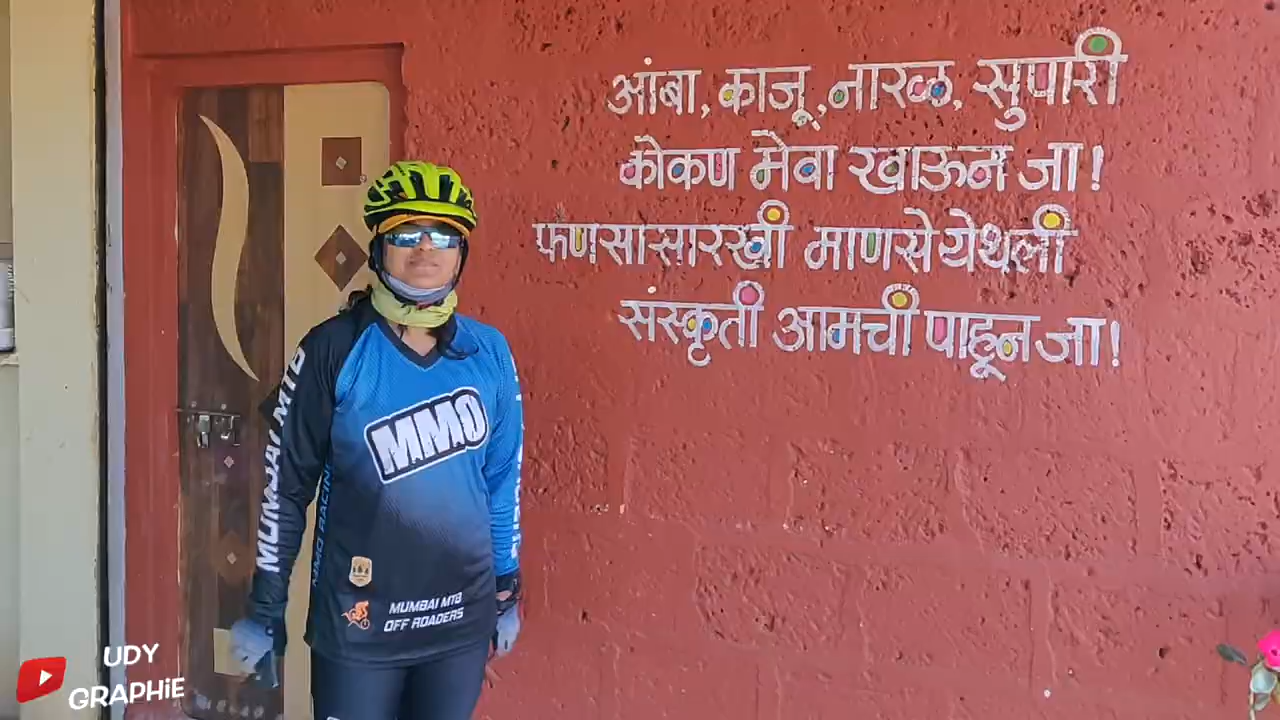 आंबा, काजू, नारळ, सुपारी
कोकण मेवा खाऊन जा!
फणसासारखी माणसे येथली
संस्कृती आमची पाहून जा!
MMO
MUMBAI MTB
MMO RACING
MUMBAI MTB
OFF ROADERS
UDY
GRAPHiE